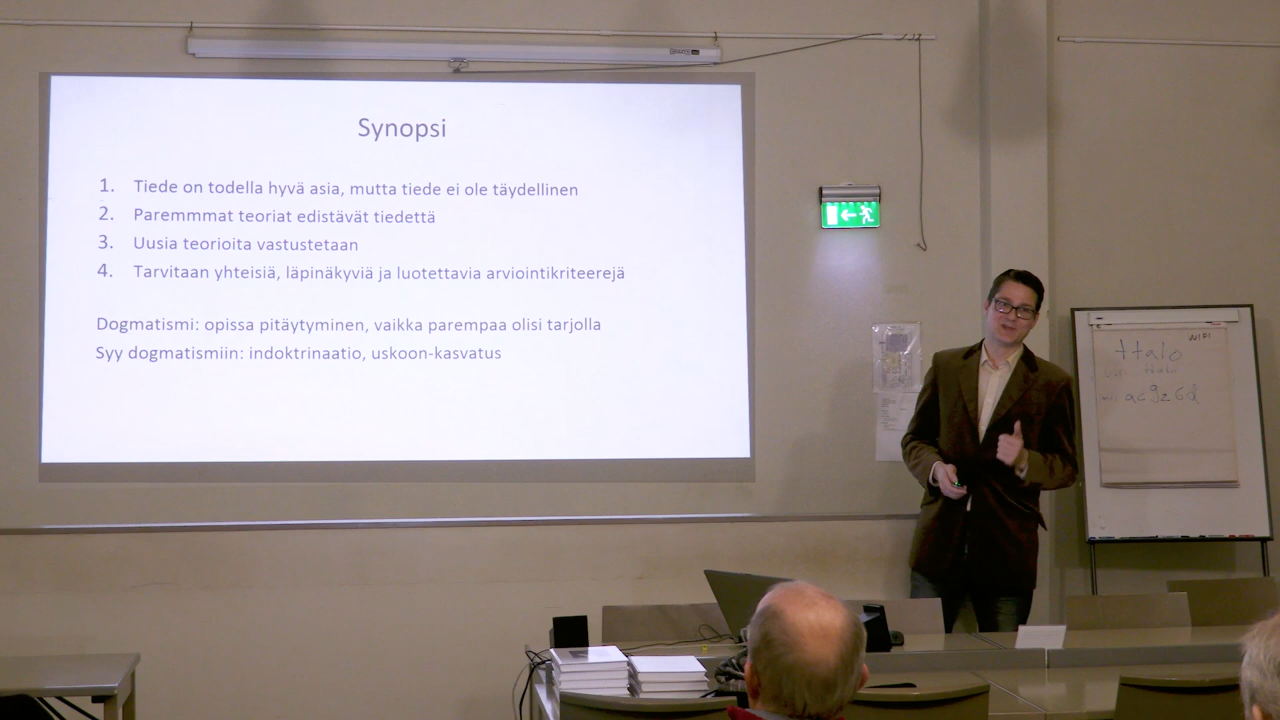 Synopsi
1. Tiede on todella hyvä asia, mutta tiede ei ole täydellinen
2. Paremmmat teoriat edistävät tiedettä
3. Uusia teorioita vastustetaan
4. Tarvitaan yhteisiä, läpinäkyviä ja luotettavia arviointikriteerejä
Dogmatismi: opissa pitäytyminen, vaikka parempaa olisi tarjolla
Syy dogmatismiin: indoktrinaatio, uskoon-kasvatus
WIFI